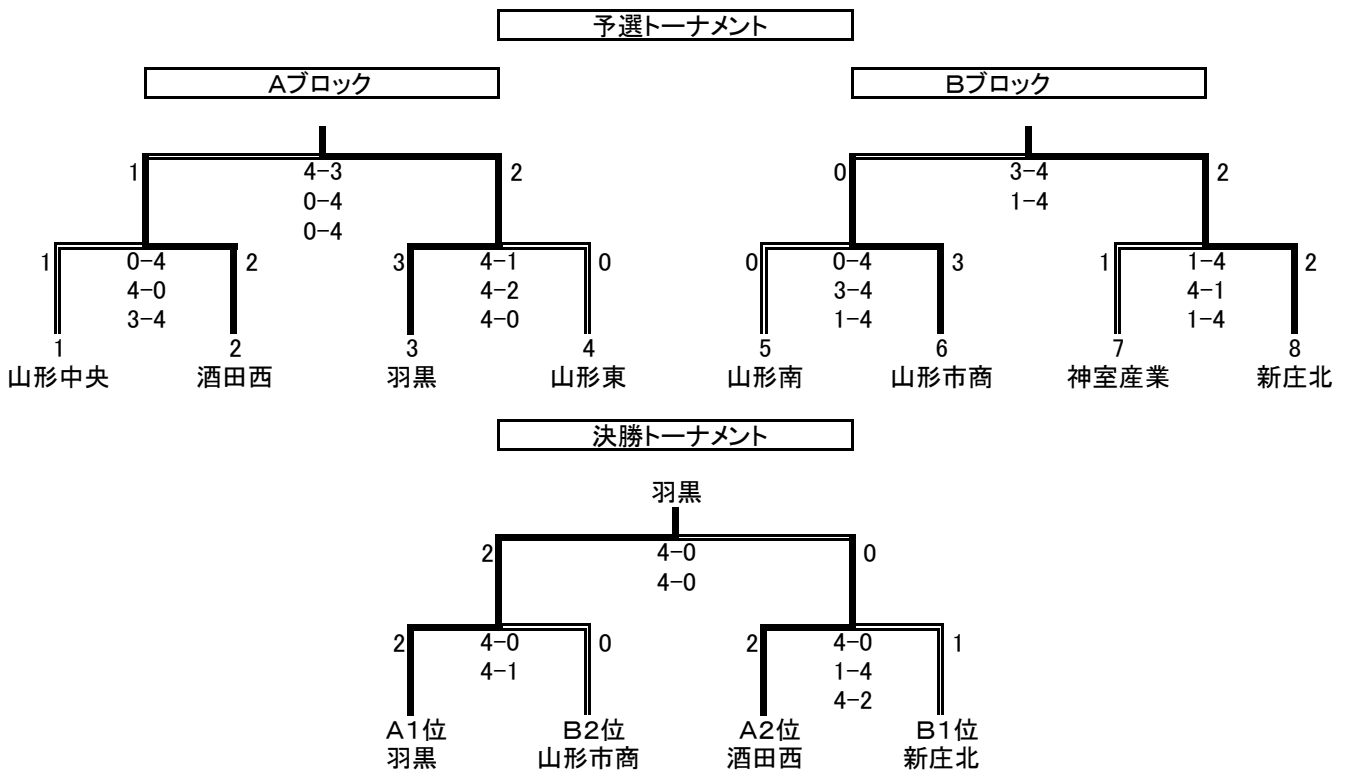 予選トーナメント
Aブロック Bブロック
1 4-3 2 0 3-4 2
0-4 1-4
0-4
1 0-4 2 3 4-1 0 0 0-4 3 1 1-4 2
4-0 4-2 3-4 4-1
3-4 4-0 1-4 1-4
1 2 3 4 5 6 7 8
山形中央 酒田西 羽黒 山形東 山形南 山形市商 神室産業 新庄北
決勝トーナメント
羽黒
2 4-0 0
4-0
2 4-0 0 2 4-0 1
4-1 1-4
4-2
A1位 B2位 A2位 B1位
羽黒 山形市商 酒田西 新庄北